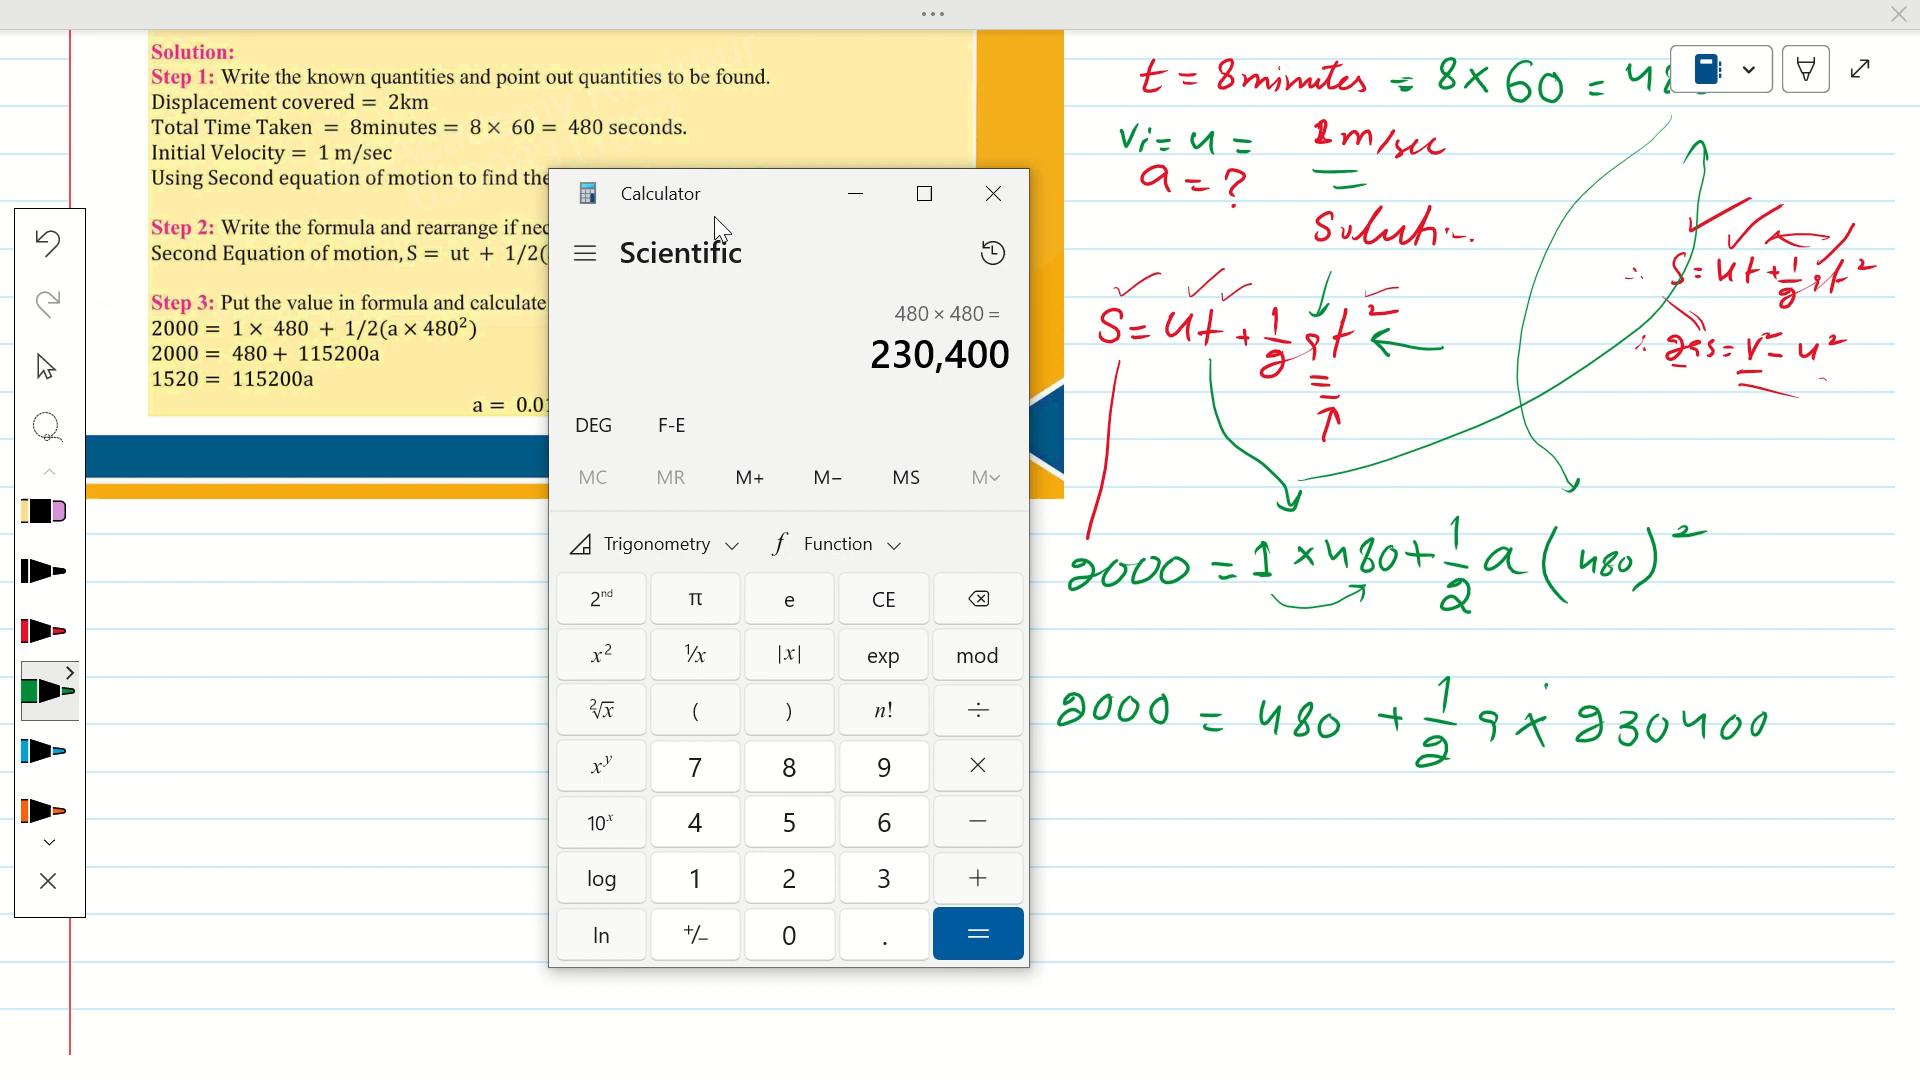 Solution:
Step 1: Write the known quantities and point out quantities to be found.
Displacement covered = 2km
Total Time Taken = 8minutes = 8 × 60 = 480 seconds.
Initial Velocity = 1 m/sec
Using Second equation of motion to find the
Step 2: Write the formula and rearrange if nec
Second Equation of motion, S = ut + 1/2(
Step 3: Put the value in formula and calculate
2000 = 1 × 480 + 1/2(a × 480²)
2000 = 480 + 115200a
1520 = 115200a
a = 0.01
Calculator
Scientific
480 × 480 =
230,400
DEG F-E
MC MR M+ M− MS M
Trigonometry f Function
2nd π e CE
x² 1/x |x| exp mod
²√x ( ) n! ÷
xʸ 7 8 9 ×
10ˣ 4 5 6 −
log 1 2 3 +
ln +/− 0 . =
t = 8minutes = 8 × 60 = 48
Vi = u = 1m/sec
a = ?
Solution.
∴ S = ut + 1/2 at²
S = ut + 1/2 at²
∴ 2as = V² - u²
2000 = 1 × 480 + 1/2 a (480)²
2000 = 480 + 1/2 a × 230400